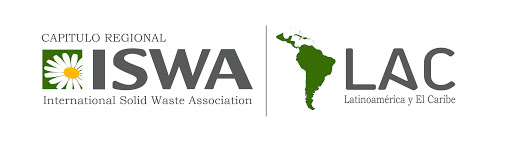 CAPITULO REGIONAL
ISWA
International Solid Waste Association
LAC
Latinoamérica y El Caribe